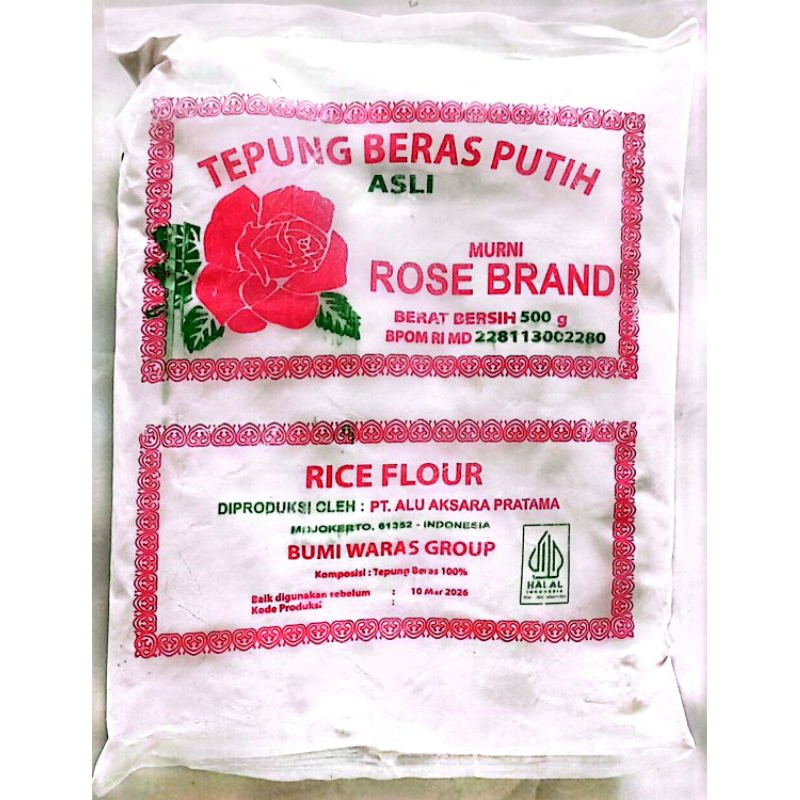 TEPUNG BERAS PUTIH
ASLI
MURNI
ROSE BRAND
BERAT BERSIH 500 g
BPOM RI MD 228113002280
RICE FLOUR
DIPRODUKSI OLEH : PT. ALU AKSARA PRATAMA
MOJOKERTO, 61352 - INDONESIA
BUMI WARAS GROUP
Komposisi : Tepung Beras 100%
Baik digunakan sebelum : 10 Mar 2026
Kode Produksi :
HALAL
INDONESIA